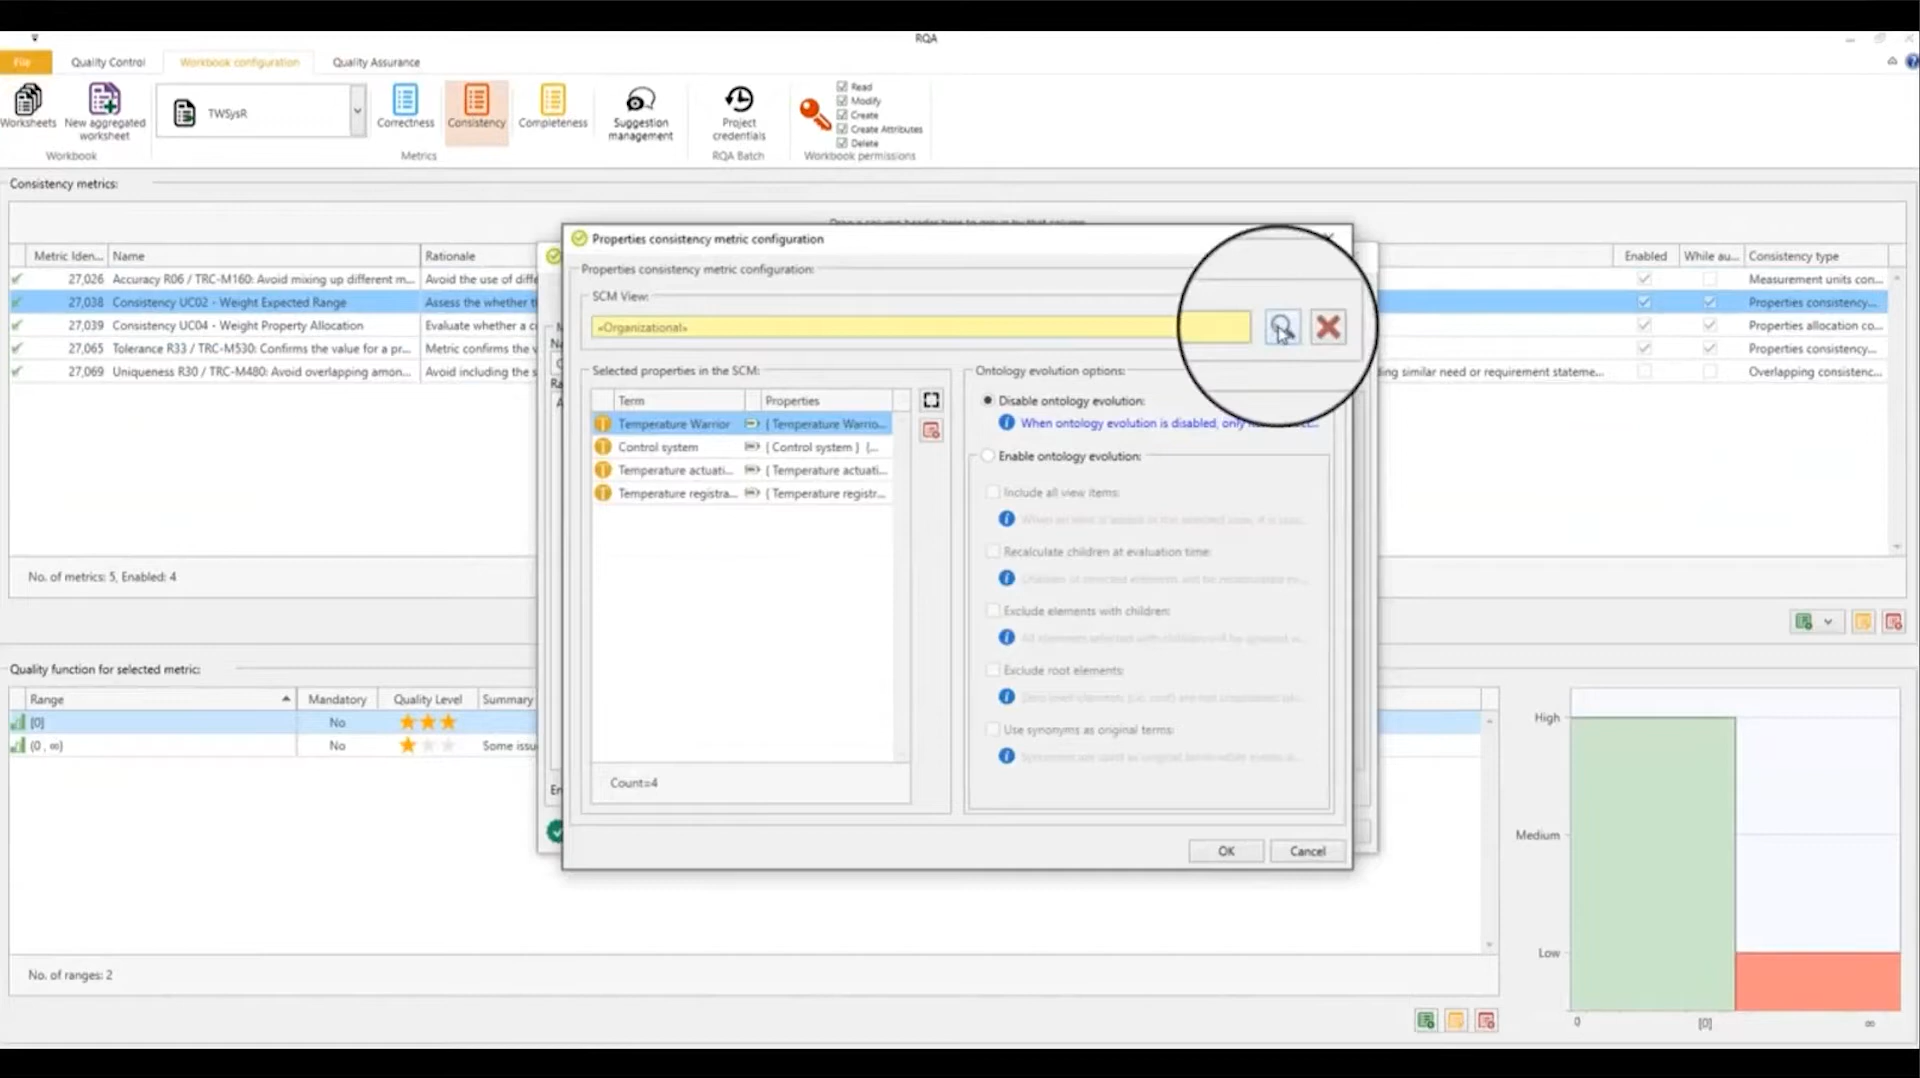 RQA
File Quality Control Workbook configuration Quality Assurance
Worksheets
New aggregated worksheet
TWSysR
Correctness
Consistency
Completeness
Suggestion management
Project credentials
Read
Modify
Create
Create Attributes
Delete
Workbook Metrics RQA Batch Workbook permissions
Consistency metrics:
Metric Iden... Name Rationale Enabled While au... Consistency type
27,026 Accuracy R06 / TRC-M160: Avoid mixing up different m... Avoid the use of diffe Measurement units con...
27,038 Consistency UC02 - Weight Expected Range Assess the whether t Properties consistency...
27,039 Consistency UC04 - Weight Property Allocation Evaluate whether a c Properties allocation co...
27,065 Tolerance R33 / TRC-M530: Confirms the value for a pr... Metric confirms the v Properties consistency...
27,069 Uniqueness R30 / TRC-M480: Avoid overlapping amon... Avoid including the s ing similar need or requirement stateme... Overlapping consistenc...
No. of metrics: 5, Enabled: 4
Properties consistency metric configuration
Properties consistency metric configuration:
SCM View:
«Organizational»
Selected properties in the SCM:
Term Properties
Temperature Warrior { Temperature Warrio...
Control system { Control system } {...
Temperature actuati... { Temperature actuati...
Temperature registra... { Temperature registr...
Count=4
Ontology evolution options:
Disable ontology evolution:
When ontology evolution is disabled, only
Enable ontology evolution:
Include all view items:
Recalculate children at evaluation time:
Exclude elements with children:
Exclude root elements:
Use synonyms as original terms:
OK Cancel
Quality function for selected metric:
Range Mandatory Quality Level Summary
[0] No
(0 , ∞) No Some issu
No. of ranges: 2
High
Medium
Low
0 [0] ∞